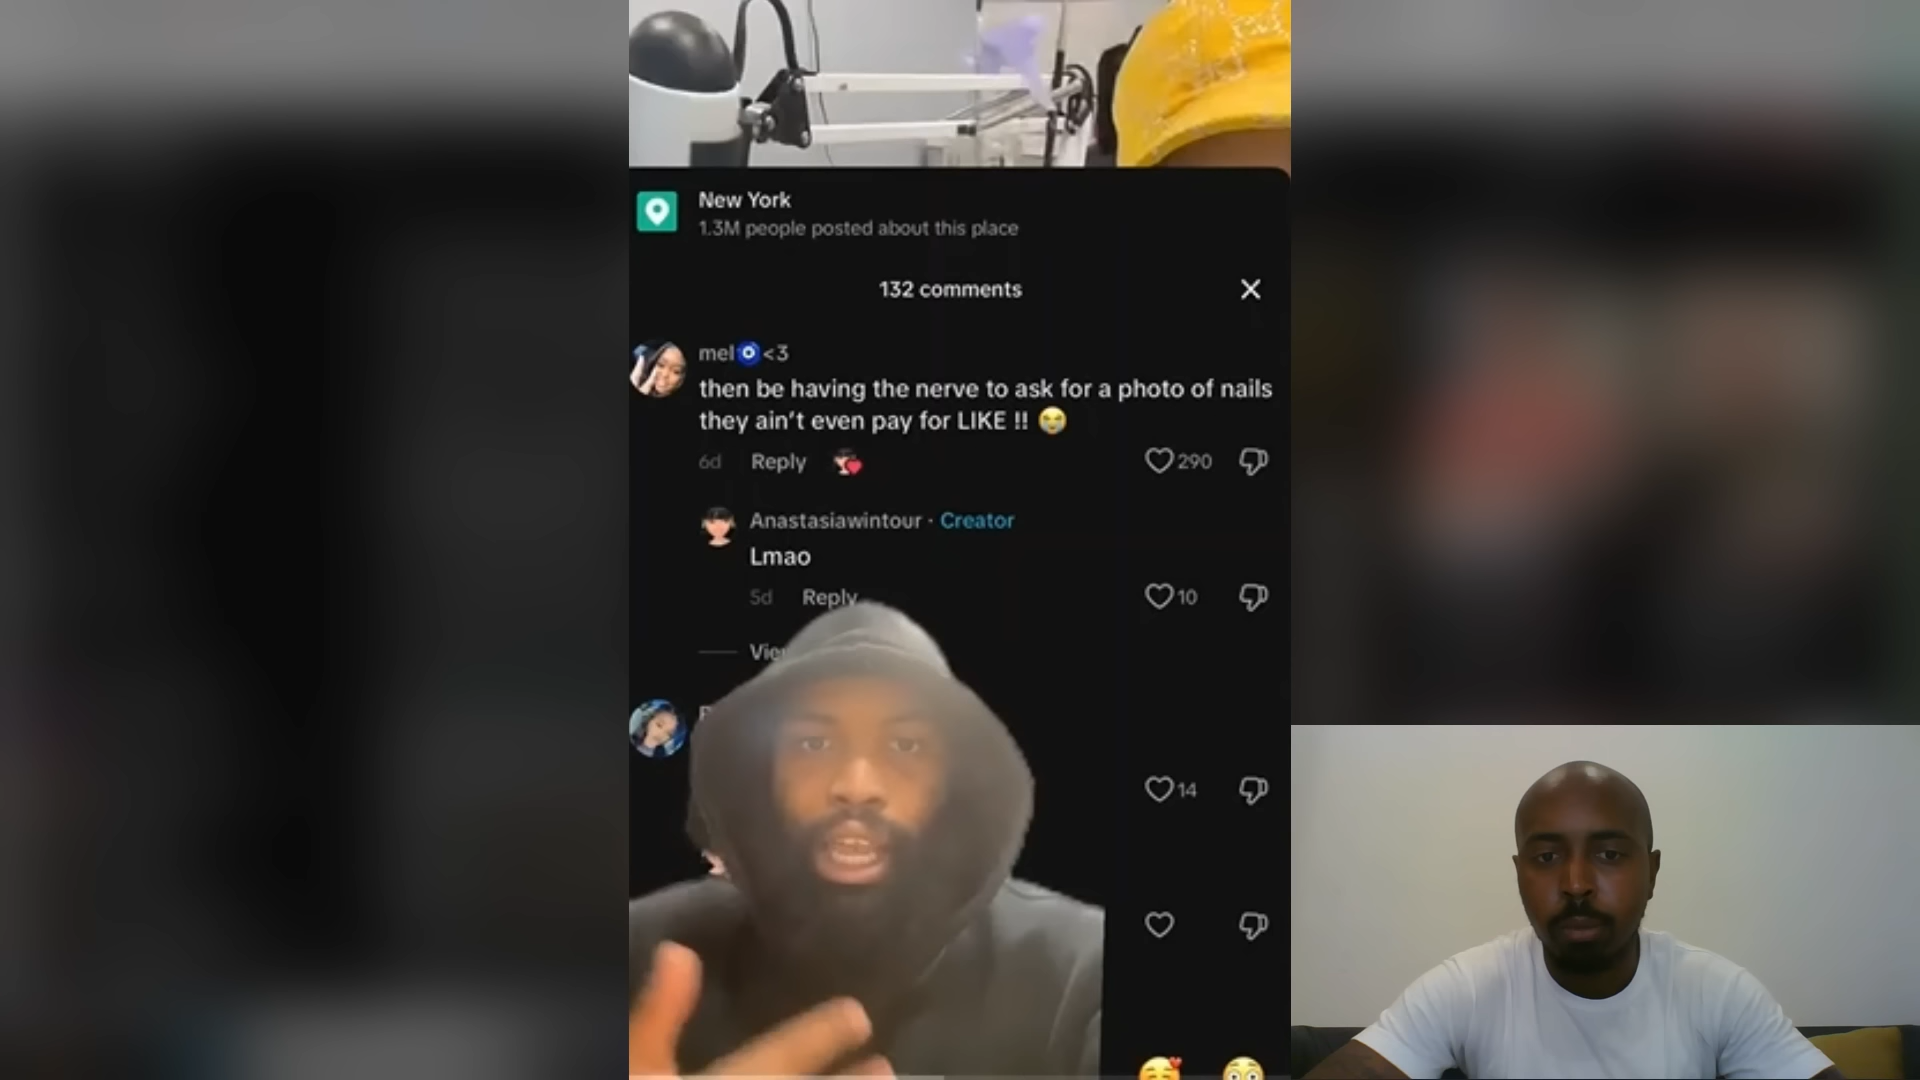 New York
1.3M people posted about this place
132 comments
mel🧿<3
then be having the nerve to ask for a photo of nails
they ain't even pay for LIKE !! 😭
6d Reply 290
Anastasiawintour · Creator
Lmao
5d Reply 10
14